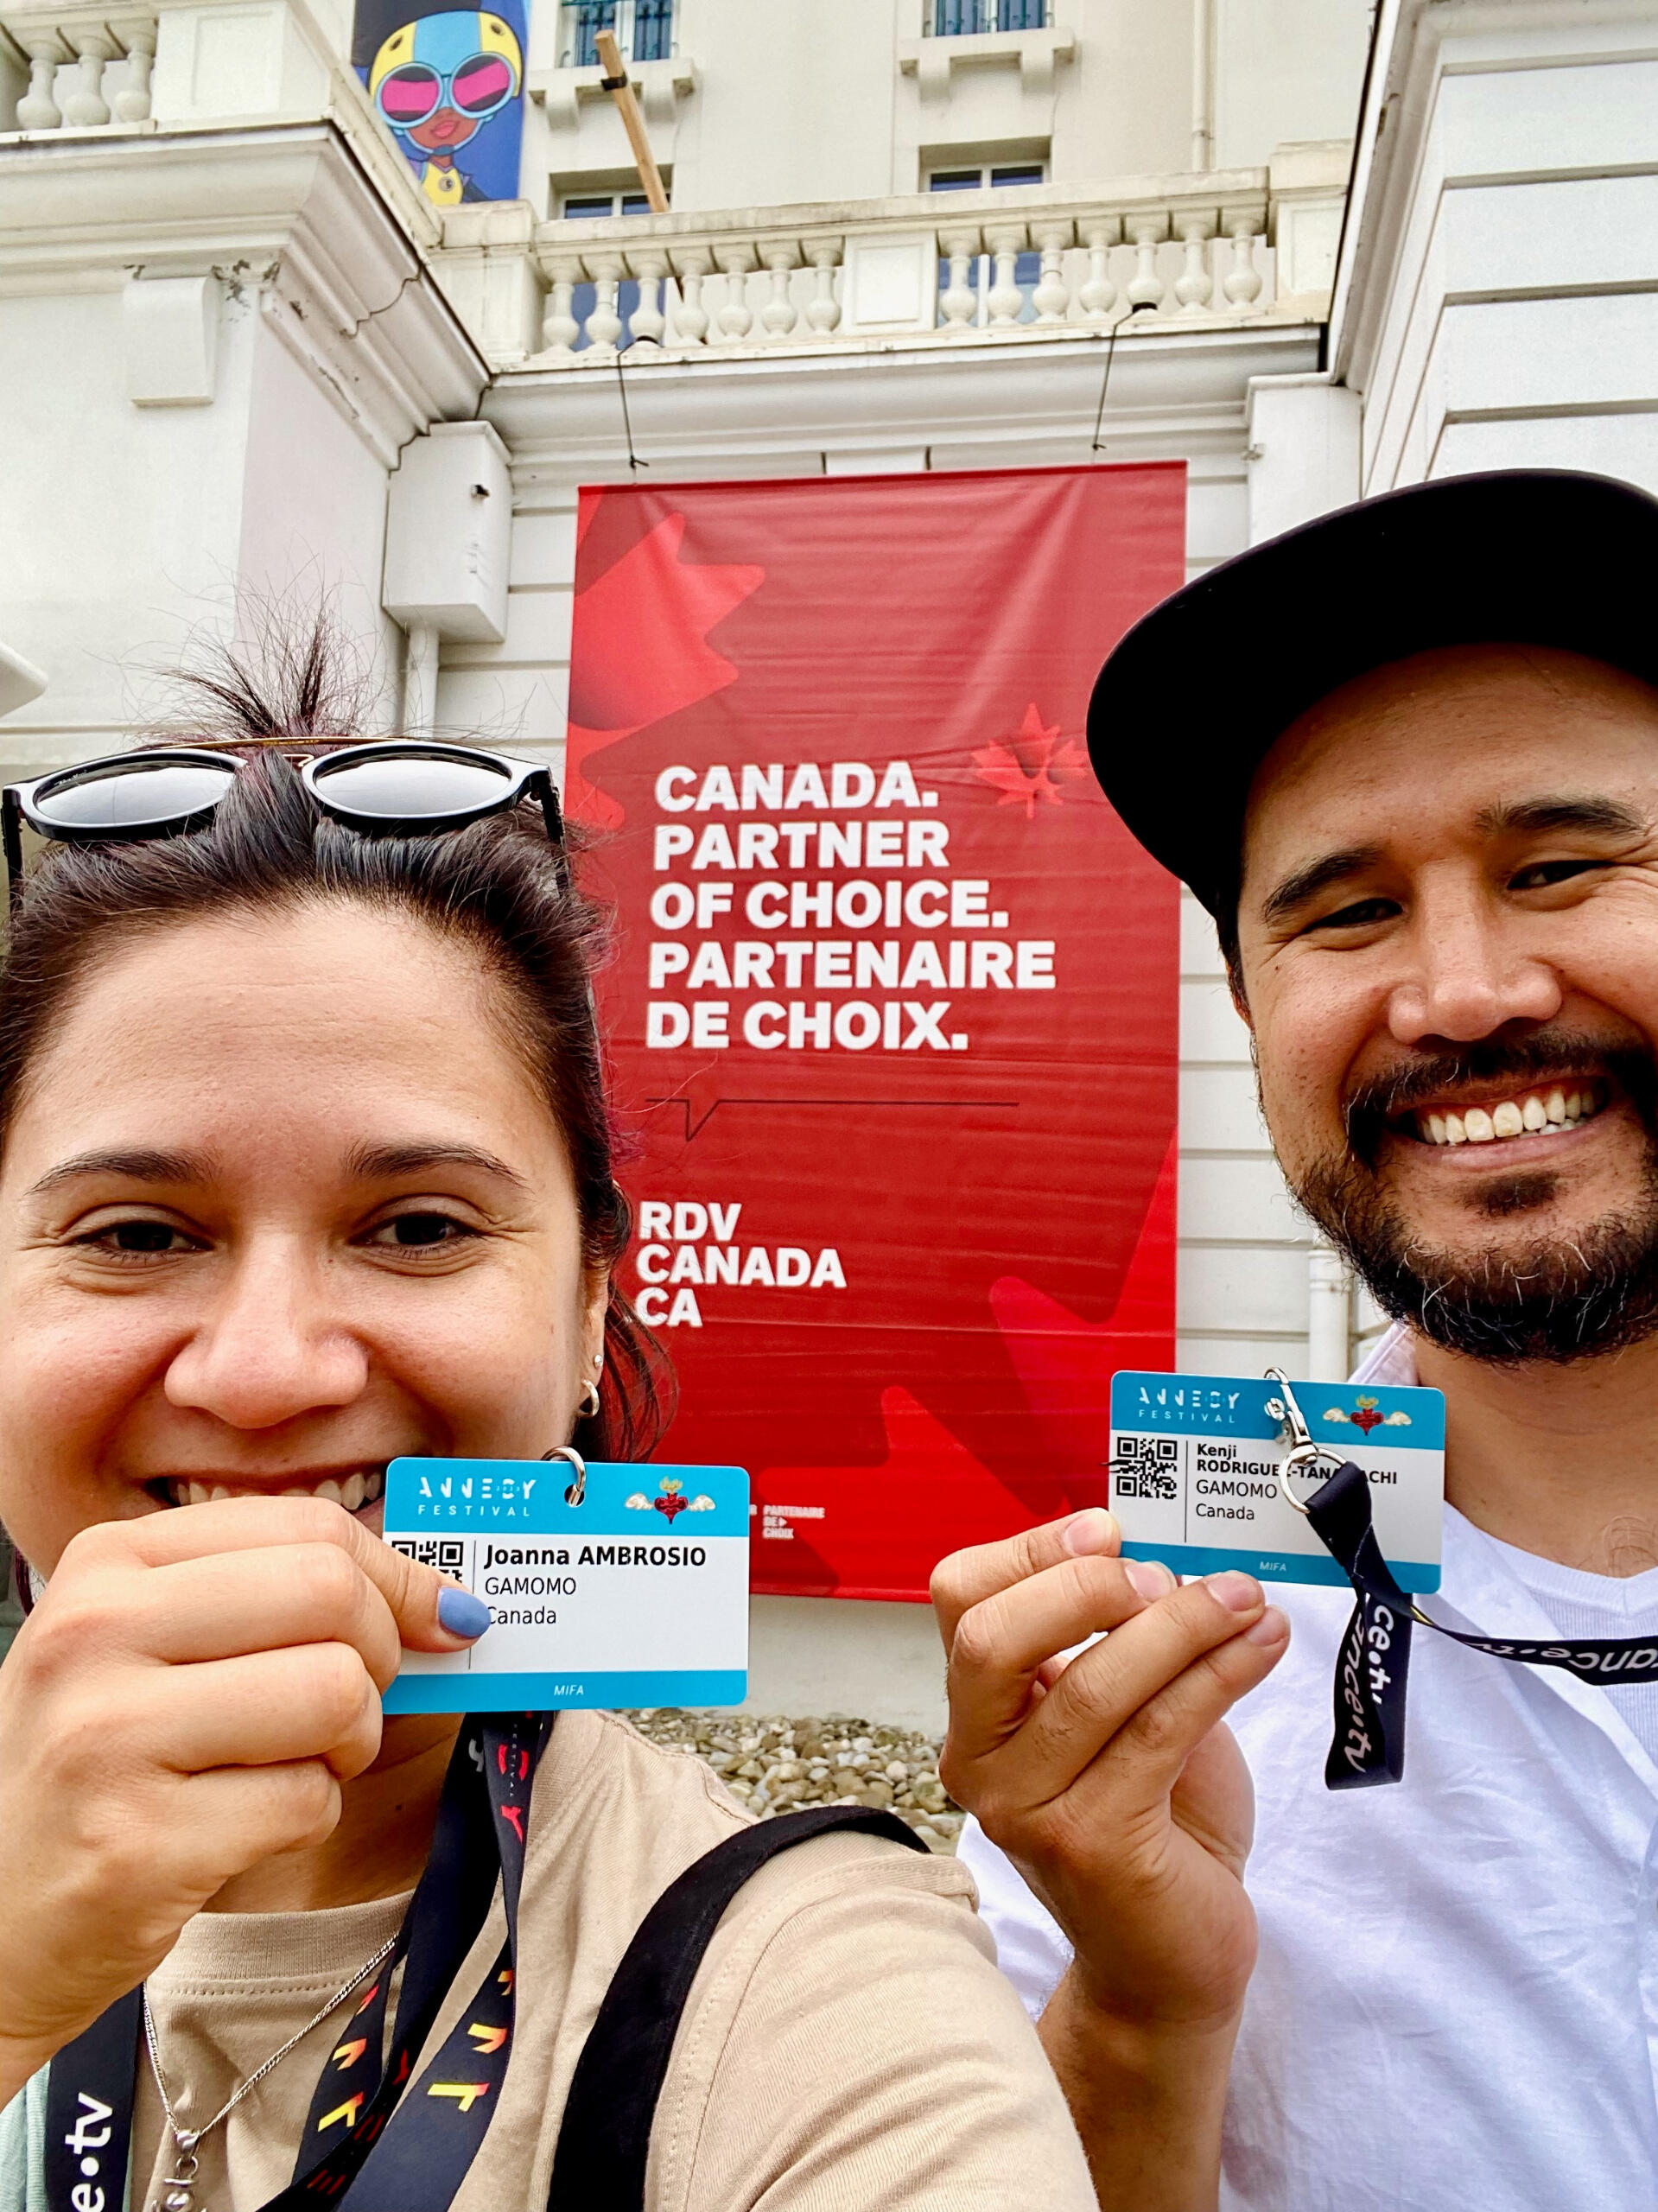 CANADA.
PARTNER
OF CHOICE.
PARTENAIRE
DE CHOIX.
RDV
CANADA
CA
PARTENAIRE
DE
CHOIX
ANNECY
FESTIVAL
Joanna AMBROSIO
GAMOMO
Canada
MIFA
ANNECY
FESTIVAL
Kenji
GAMOMO
Canada
MIFA
e•tv